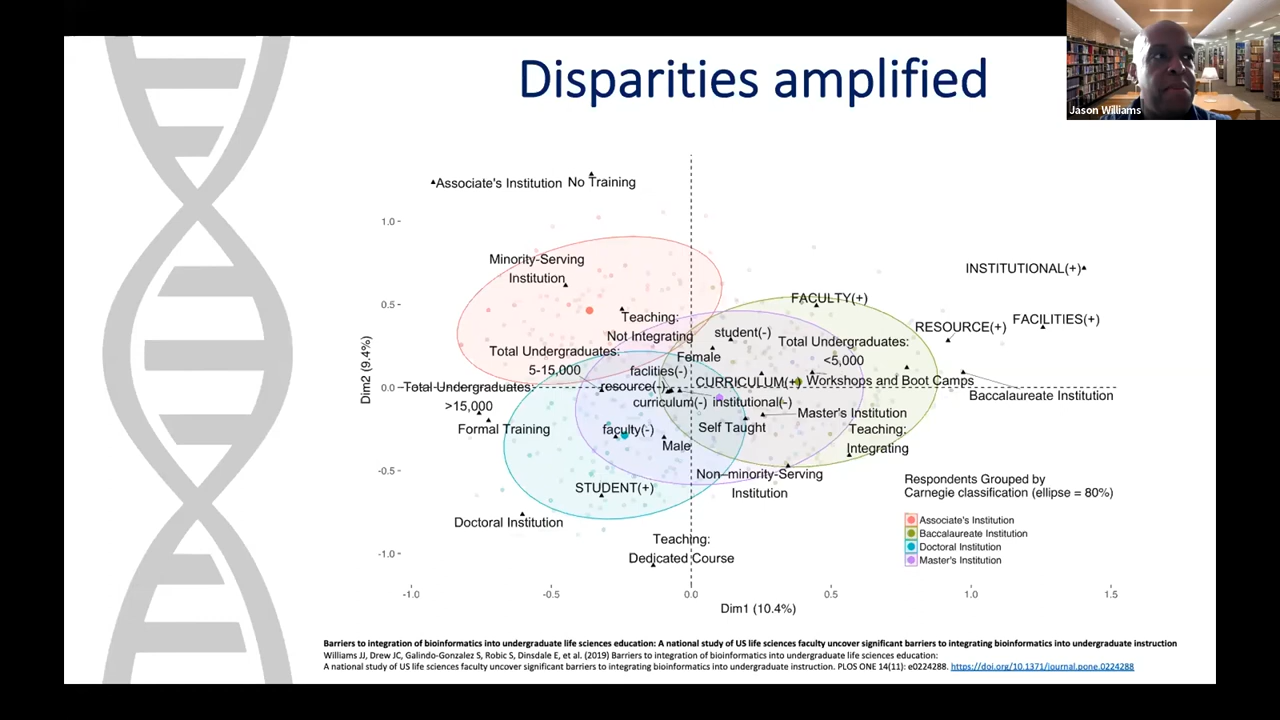 Disparities amplified
Jason Williams
Associate's Institution
No Training
1.0
Minority-Serving
Institution
INSTITUTIONAL(+)
0.5
FACULTY(+)
Teaching:
Not Integrating
student(-)
RESOURCE(+)
FACILITIES(+)
Total Undergraduates:
<5,000
Total Undergraduates:
5-15,000
Female
facilities(-)
resource(-)
CURRICULUM(+)
Workshops and Boot Camps
Dim2 (9.4%)
0.0
Total Undergraduates:
>15,000
curriculum(-)
institutional(-)
Baccalaureate Institution
Master's Institution
Formal Training
faculty(-)
Self Taught
Male
Teaching:
Integrating
-0.5
Non-minority-Serving
Institution
STUDENT(+)
Doctoral Institution
Teaching:
Dedicated Course
-1.0
Respondents Grouped by
Carnegie classification (ellipse = 80%)
Associate's Institution
Baccalaureate Institution
Doctoral Institution
Master's Institution
-1.0 -0.5 0.0 0.5 1.0 1.5
Dim1 (10.4%)
Barriers to integration of bioinformatics into undergraduate life sciences education: A national study of US life sciences faculty uncover significant barriers to integrating bioinformatics into undergraduate instruction
Williams JJ, Drew JC, Galindo-Gonzalez S, Robic S, Dinsdale E, et al. (2019) Barriers to integration of bioinformatics into undergraduate life sciences education:
A national study of US life sciences faculty uncover significant barriers to integrating bioinformatics into undergraduate instruction. PLOS ONE 14(11): e0224288. https://doi.org/10.1371/journal.pone.0224288